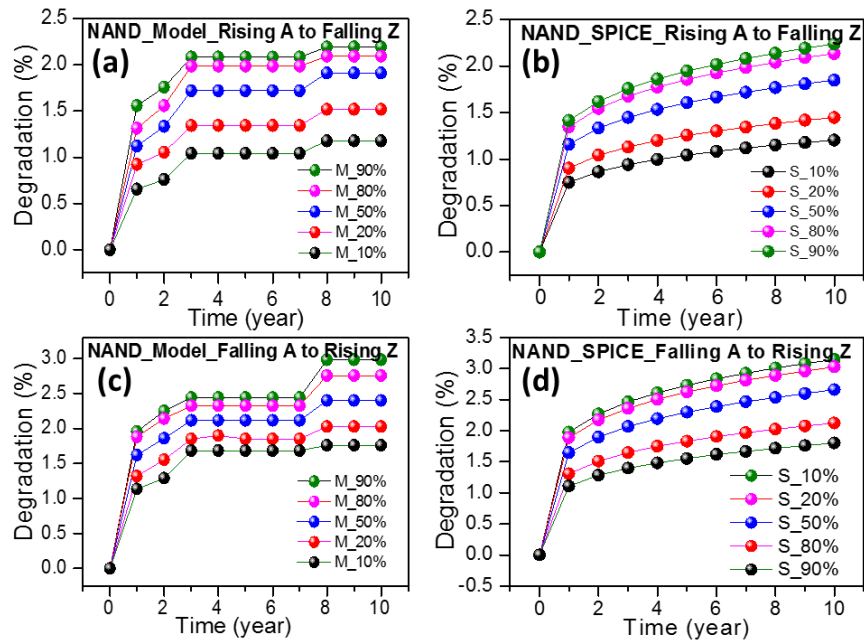 NAND_Model_Rising A to Falling Z
(a)
Degradation (%)
2.5
2.0
1.5
1.0
0.5
0.0
M_90%
M_80%
M_50%
M_20%
M_10%
0 2 4 6 8 10
Time (year)
NAND_SPICE_Rising A to Falling Z
(b)
Degradation (%)
2.5
2.0
1.5
1.0
0.5
0.0
S_10%
S_20%
S_50%
S_80%
S_90%
0 2 4 6 8 10
Time (year)
NAND_Model_Falling A to Rising Z
(c)
Degradation (%)
3.0
2.5
2.0
1.5
1.0
0.5
0.0
M_90%
M_80%
M_50%
M_20%
M_10%
0 2 4 6 8 10
Time (year)
NAND_SPICE_Falling A to Rising Z
(d)
Degradation (%)
3.5
3.0
2.5
2.0
1.5
1.0
0.5
0.0
-0.5
S_10%
S_20%
S_50%
S_80%
S_90%
0 2 4 6 8 10
Time (year)